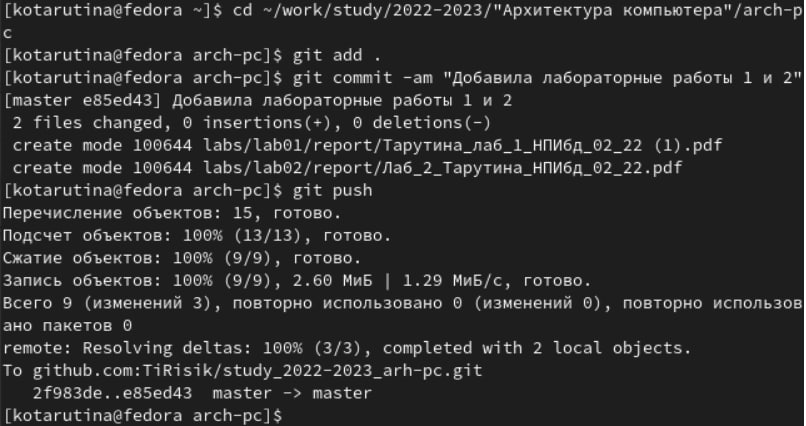 [kotarutina@fedora ~]$ cd ~/work/study/2022-2023/"Архитектура компьютера"/arch-p
c
[kotarutina@fedora arch-pc]$ git add .
[kotarutina@fedora arch-pc]$ git commit -am "Добавила лабораторные работы 1 и 2"
[master e85ed43] Добавила лабораторные работы 1 и 2
 2 files changed, 0 insertions(+), 0 deletions(-)
 create mode 100644 labs/lab01/report/Тарутина_лаб_1_НПИбд_02_22 (1).pdf
 create mode 100644 labs/lab02/report/Лаб_2_Тарутина_НПИбд_02_22.pdf
[kotarutina@fedora arch-pc]$ git push
Перечисление объектов: 15, готово.
Подсчет объектов: 100% (13/13), готово.
Сжатие объектов: 100% (9/9), готово.
Запись объектов: 100% (9/9), 2.60 МиБ | 1.29 МиБ/с, готово.
Всего 9 (изменений 3), повторно использовано 0 (изменений 0), повторно использов
ано пакетов 0
remote: Resolving deltas: 100% (3/3), completed with 2 local objects.
To github.com:TiRisik/study_2022-2023_arh-pc.git
   2f983de..e85ed43  master -> master
[kotarutina@fedora arch-pc]$